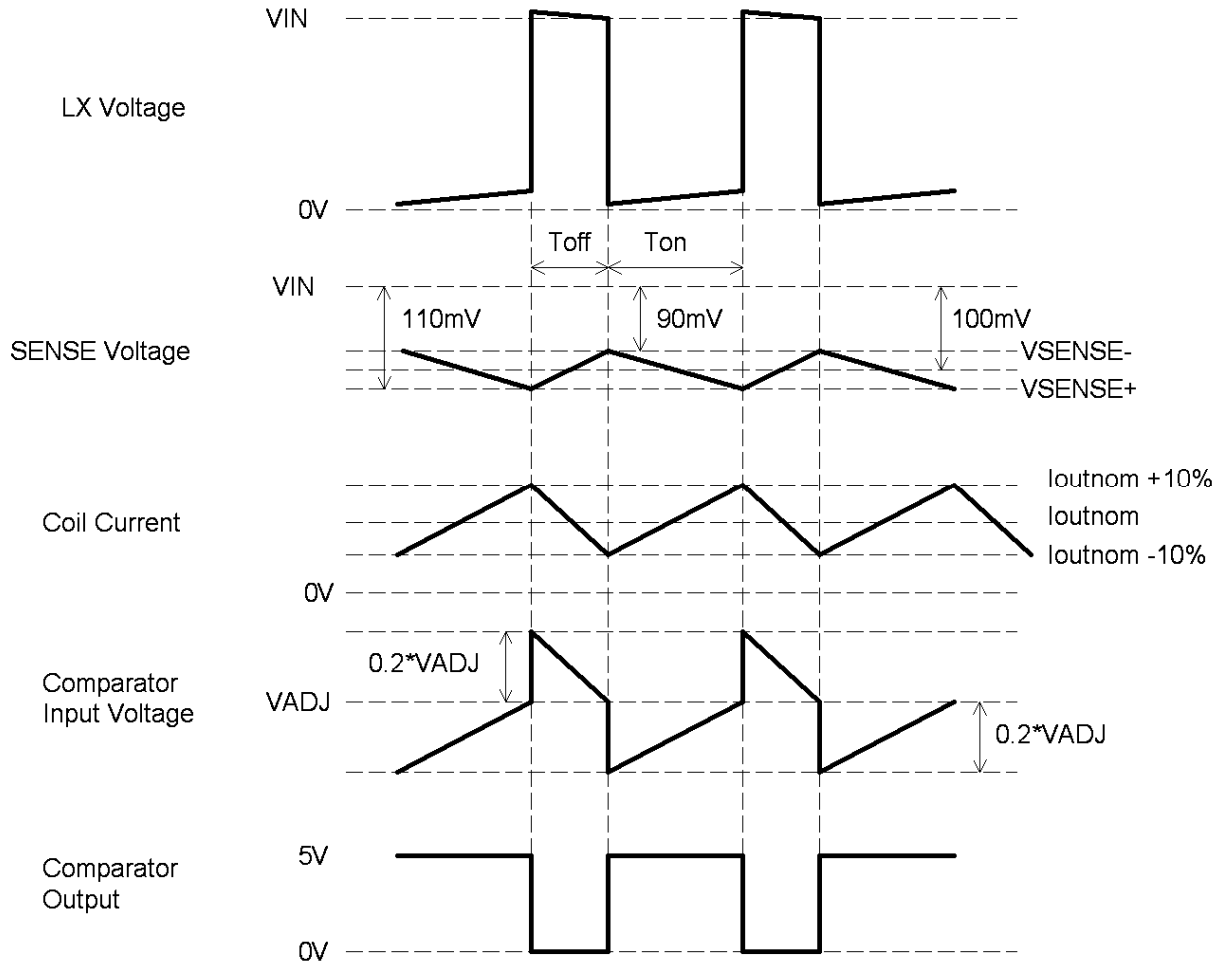 VIN
LX Voltage
0V
Toff Ton
VIN
110mV 90mV 100mV
SENSE Voltage
VSENSE-
VSENSE+
Ioutnom +10%
Coil Current
Ioutnom
Ioutnom -10%
0V
0.2*VADJ
Comparator
Input Voltage
VADJ
0.2*VADJ
5V
Comparator
Output
0V